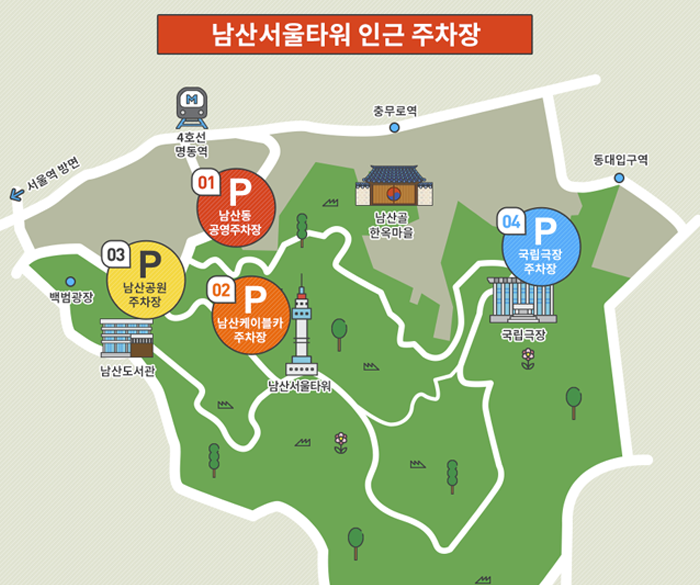 남산서울타워 인근 주차장
M
4호선
명동역
충무로역
동대입구역
서울역 방면
01
P
남산동
공영주차장
남산골
한옥마을
04
P
국립극장
주차장
03
P
남산공원
주차장
02
P
남산케이블카
주차장
백범광장
국립극장
남산도서관
남산서울타워